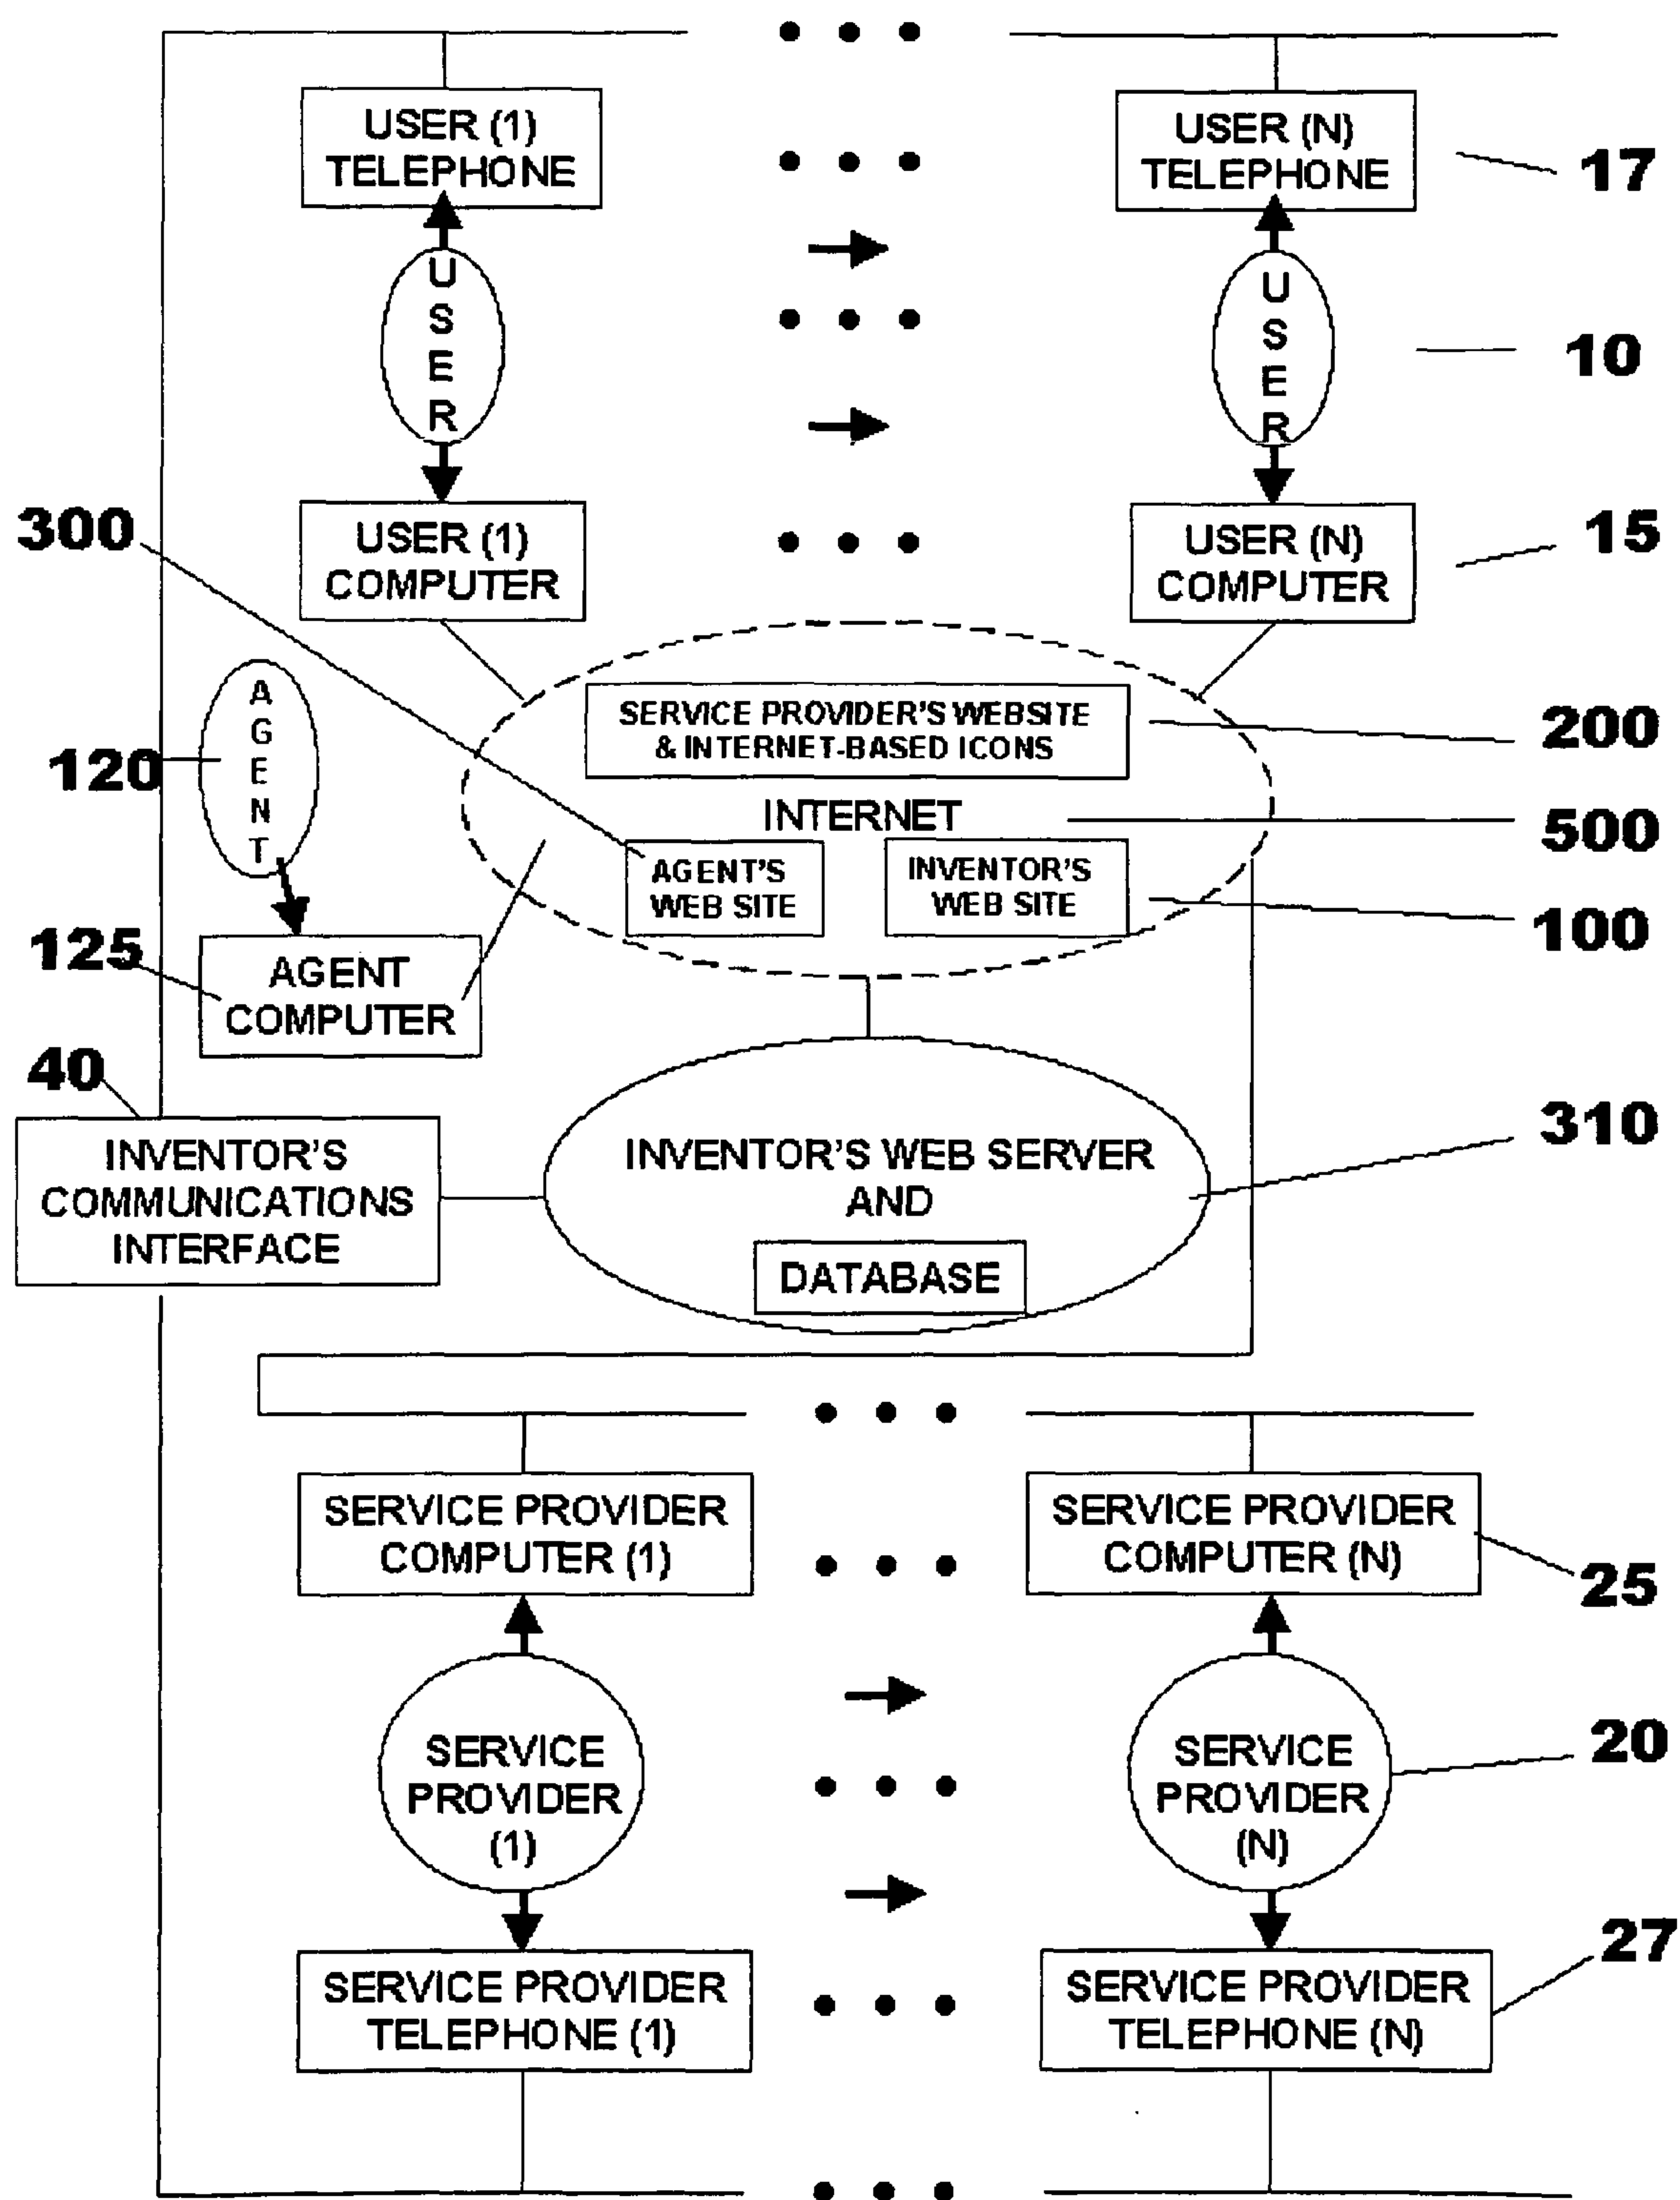 USER (1)
TELEPHONE
USER (N)
TELEPHONE
17
USER
USER
10
300
USER (1)
COMPUTER
USER (N)
COMPUTER
15
AGENT
120
SERVICE PROVIDER'S WEBSITE
& INTERNET-BASED ICONS
200
INTERNET
500
AGENT'S
WEB SITE
INVENTOR'S
WEB SITE
100
125
AGENT
COMPUTER
40
INVENTOR'S
COMMUNICATIONS
INTERFACE
INVENTOR'S WEB SERVER
AND
DATABASE
310
SERVICE PROVIDER
COMPUTER (1)
SERVICE PROVIDER
COMPUTER (N)
25
SERVICE
PROVIDER
(1)
SERVICE
PROVIDER
(N)
20
SERVICE PROVIDER
TELEPHONE (1)
SERVICE PROVIDER
TELEPHONE (N)
27